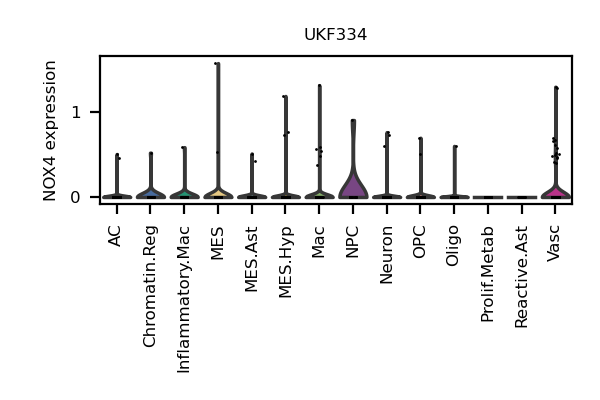 UKF334
NOX4 expression
1
0
AC
Chromatin.Reg
Inflammatory.Mac
MES
MES.Ast
MES.Hyp
Mac
NPC
Neuron
OPC
Oligo
Prolif.Metab
Reactive.Ast
Vasc